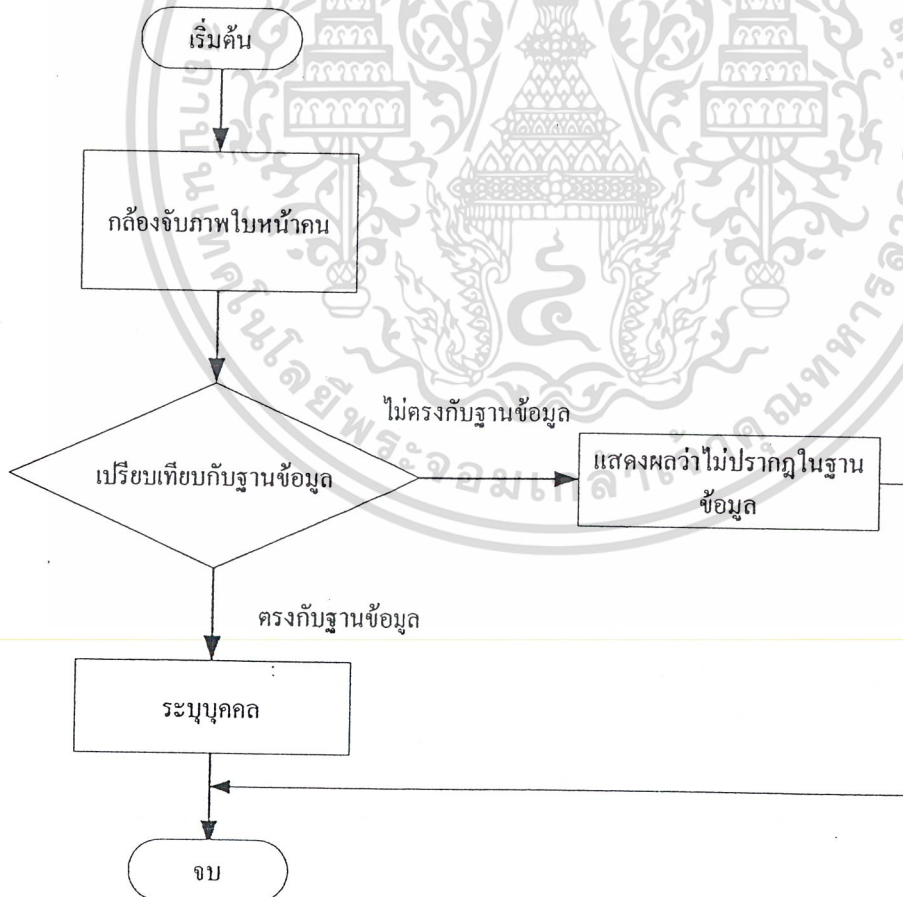 เริ่มต้น
กล้องจับภาพใบหน้าคน
ไม่ตรงกับฐานข้อมูล
เปรียบเทียบกับฐานข้อมูล
แสดงผลว่าไม่ปรากฎในฐาน
ข้อมูล
ตรงกับฐานข้อมูล
ระบุบุคคล
จบ